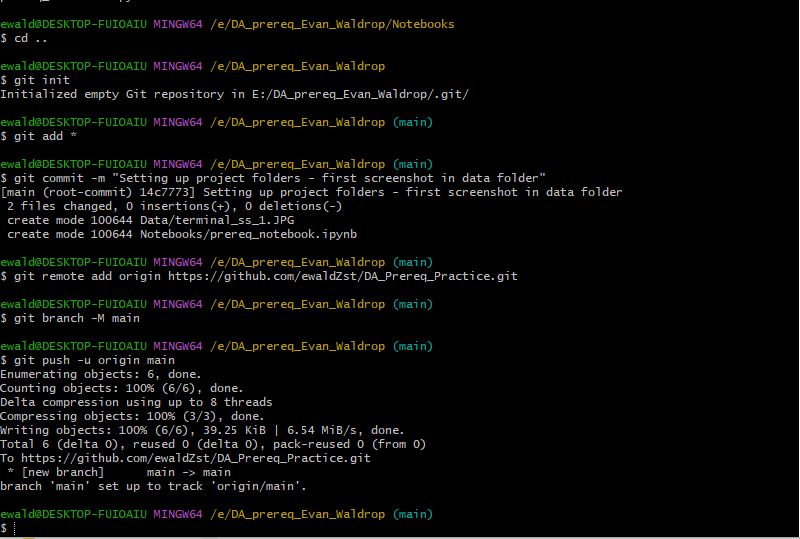 ewald@DESKTOP-FUIOAIU MINGW64 /e/DA_prereq_Evan_Waldrop/Notebooks
$ cd ..
ewald@DESKTOP-FUIOAIU MINGW64 /e/DA_prereq_Evan_Waldrop
$ git init
Initialized empty Git repository in E:/DA_prereq_Evan_Waldrop/.git/
ewald@DESKTOP-FUIOAIU MINGW64 /e/DA_prereq_Evan_Waldrop (main)
$ git add *
ewald@DESKTOP-FUIOAIU MINGW64 /e/DA_prereq_Evan_Waldrop (main)
$ git commit -m "Setting up project folders - first screenshot in data folder"
[main (root-commit) 14c7773] Setting up project folders - first screenshot in data folder
 2 files changed, 0 insertions(+), 0 deletions(-)
 create mode 100644 Data/terminal_ss_1.JPG
 create mode 100644 Notebooks/prereq_notebook.ipynb
ewald@DESKTOP-FUIOAIU MINGW64 /e/DA_prereq_Evan_Waldrop (main)
$ git remote add origin https://github.com/ewaldZst/DA_Prereq_Practice.git
ewald@DESKTOP-FUIOAIU MINGW64 /e/DA_prereq_Evan_Waldrop (main)
$ git branch -M main
ewald@DESKTOP-FUIOAIU MINGW64 /e/DA_prereq_Evan_Waldrop (main)
$ git push -u origin main
Enumerating objects: 6, done.
Counting objects: 100% (6/6), done.
Delta compression using up to 8 threads
Compressing objects: 100% (3/3), done.
Writing objects: 100% (6/6), 39.25 KiB | 6.54 MiB/s, done.
Total 6 (delta 0), reused 0 (delta 0), pack-reused 0 (from 0)
To https://github.com/ewaldZst/DA_Prereq_Practice.git
 * [new branch]      main -> main
branch 'main' set up to track 'origin/main'.
ewald@DESKTOP-FUIOAIU MINGW64 /e/DA_prereq_Evan_Waldrop (main)
$